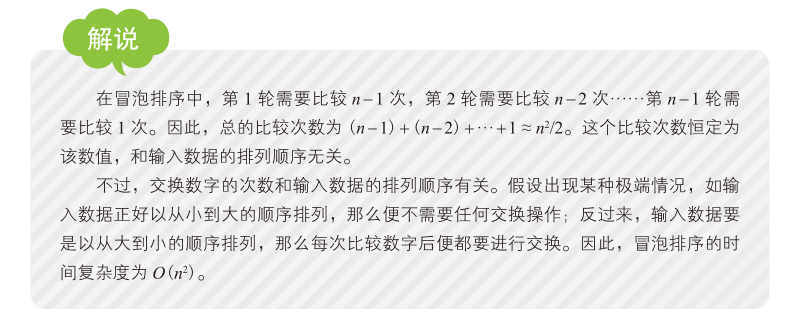 解说
在冒泡排序中，第 1 轮需要比较 n – 1 次，第 2 轮需要比较 n – 2 次……第 n – 1 轮需
要比较 1 次。因此，总的比较次数为（n – 1）+（n – 2）+ … + 1 ≈ n²/2。这个比较次数恒定为
该数值，和输入数据的排列顺序无关。
不过，交换数字的次数和输入数据的排列顺序有关。假设出现某种极端情况，如输
入数据正好以从小到大的顺序排列，那么便不需要任何交换操作；反过来，输入数据要
是以从大到小的顺序排列，那么每次比较数字后便都要进行交换。因此，冒泡排序的时
间复杂度为 O（n²）。